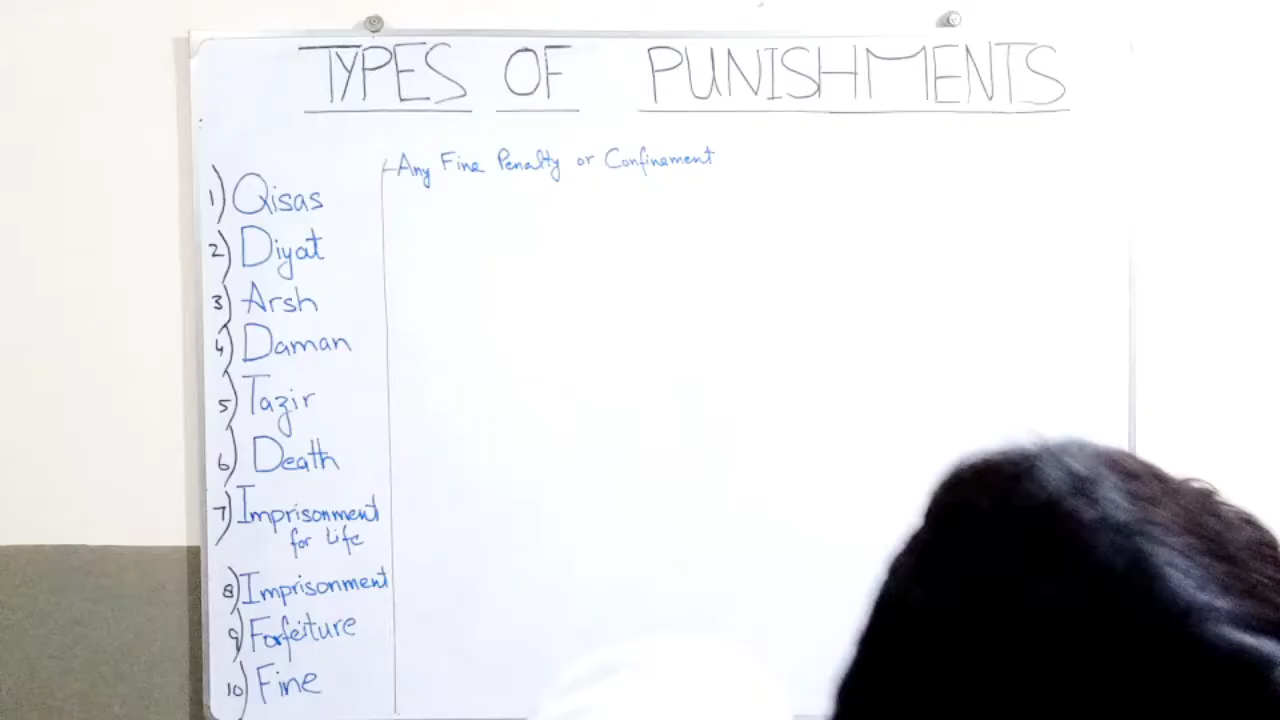 TYPES OF PUNISHMENTS
Any Fine Penalty or Confinement
1) Qisas
2) Diyat
3) Arsh
4) Daman
5) Tazir
6) Death
7) Imprisonment
for Life
8) Imprisonment
9) Forfeiture
10) Fine